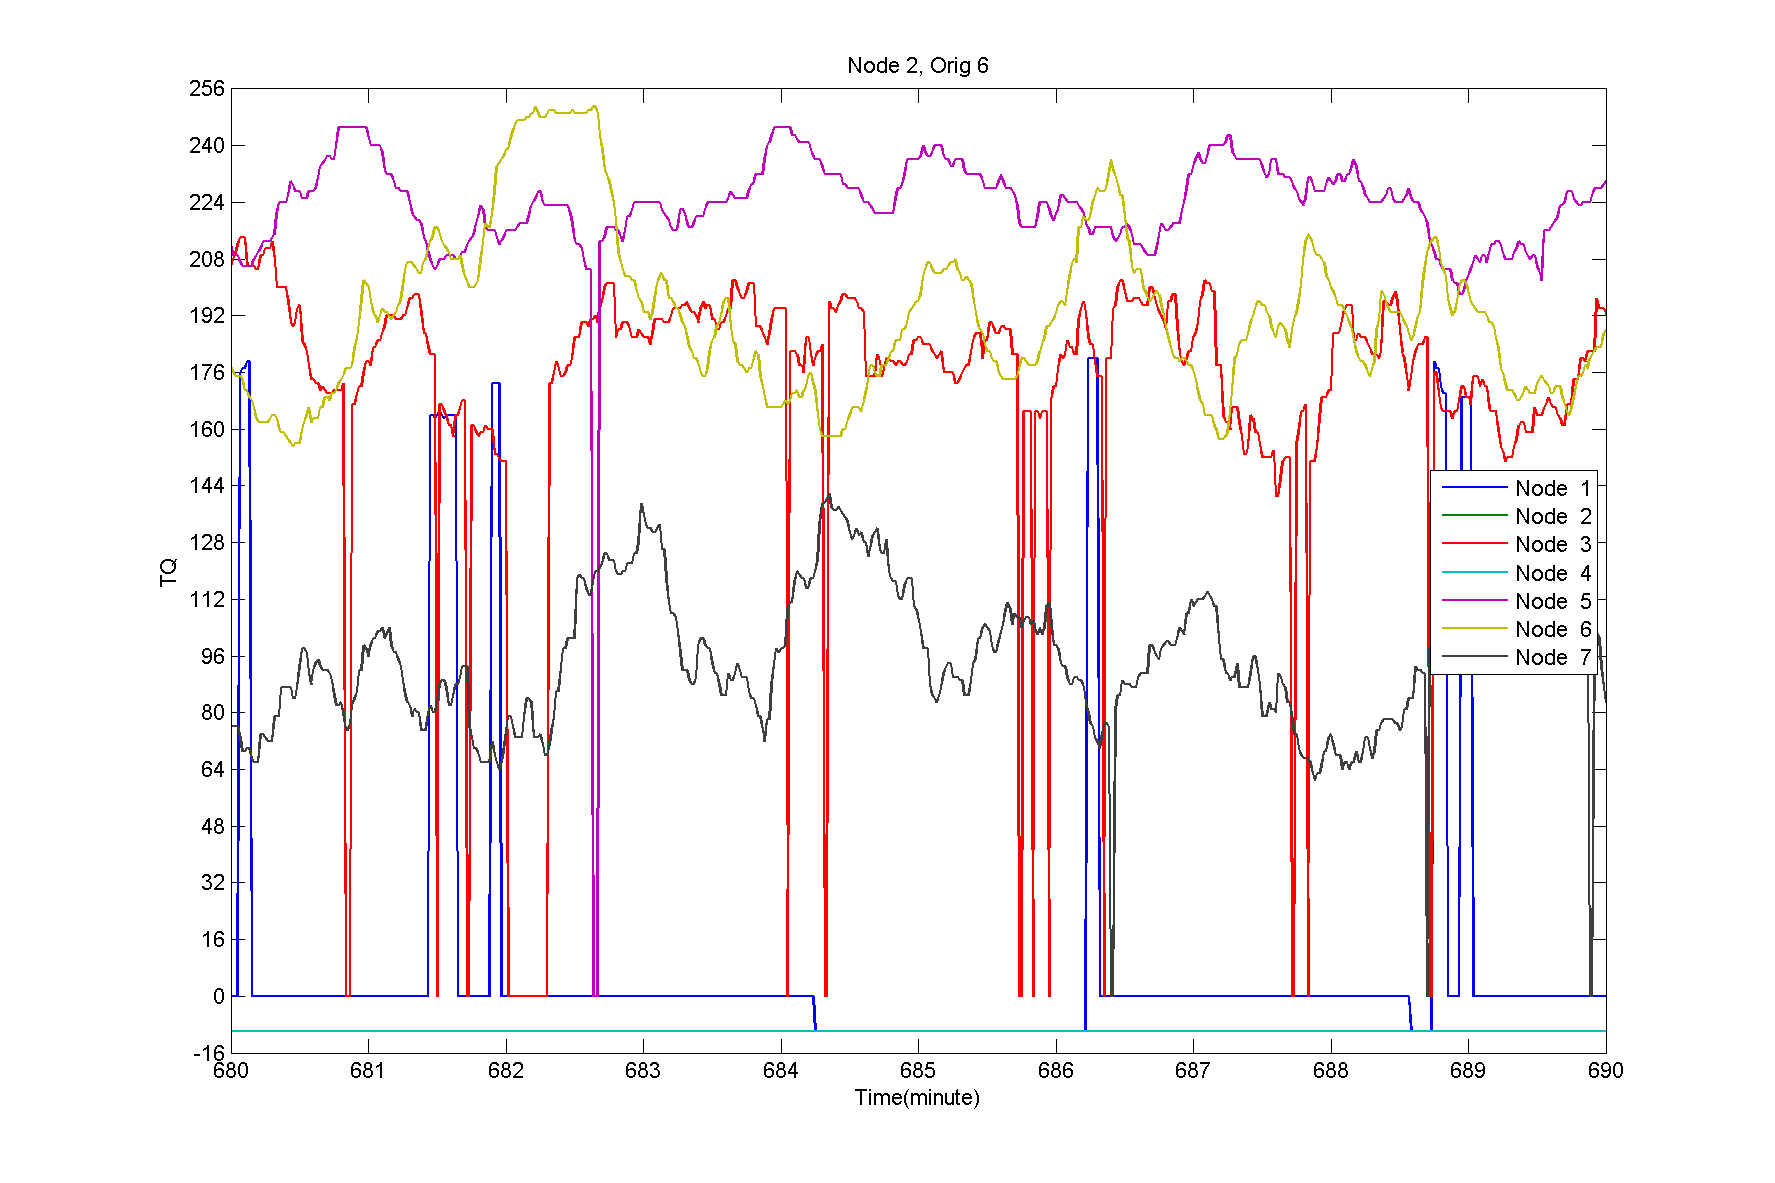 Node 2, Orig 6
256
240
224
208
192
176
160
144
128
112
96
80
64
48
32
16
0
-16
TQ
Node 1
Node 2
Node 3
Node 4
Node 5
Node 6
Node 7
680 681 682 683 684 685 686 687 688 689 690
Time(minute)